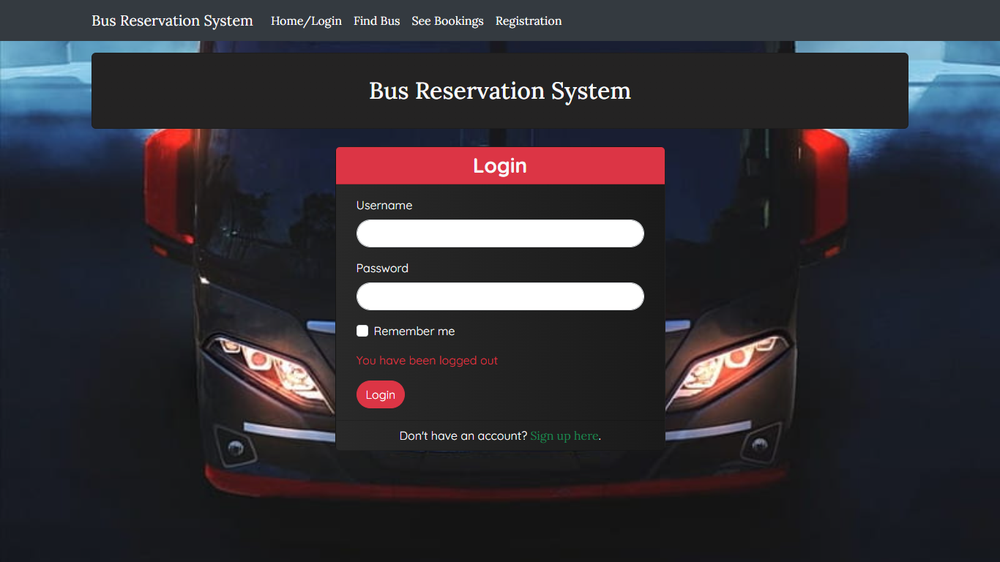 Bus Reservation System Home/Login Find Bus See Bookings Registration
Bus Reservation System
Login
Username
Password
Remember me
You have been logged out
Login
Don't have an account? Sign up here.